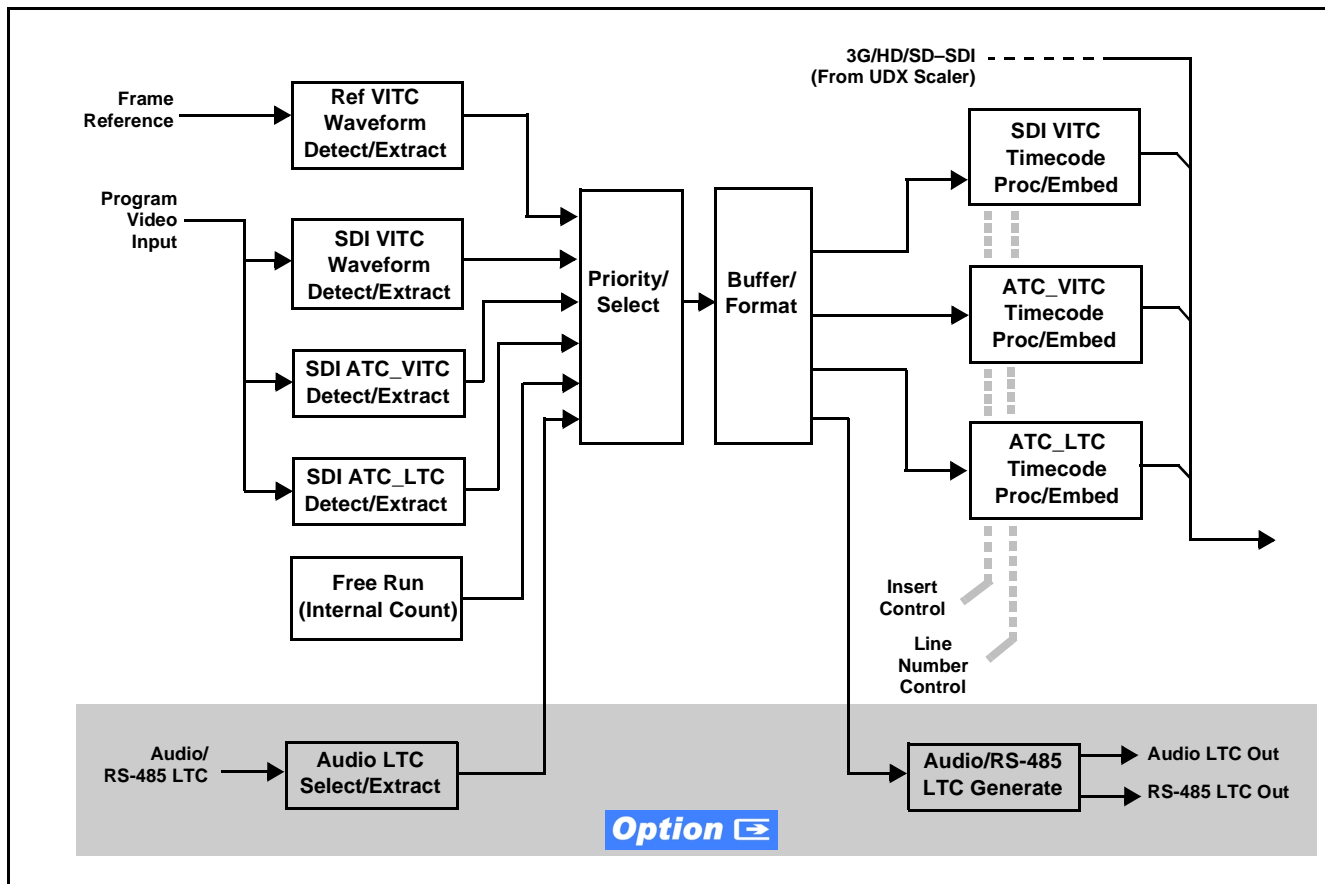 3G/HD/SD–SDI
(From UDX Scaler)
Frame
Reference
Ref VITC
Waveform
Detect/Extract
SDI VITC
Timecode
Proc/Embed
Program
Video
Input
SDI VITC
Waveform
Detect/Extract
Priority/
Select
Buffer/
Format
ATC_VITC
Timecode
Proc/Embed
SDI ATC_VITC
Detect/Extract
ATC_LTC
Timecode
Proc/Embed
SDI ATC_LTC
Detect/Extract
Free Run
(Internal Count)
Insert
Control
Line
Number
Control
Audio/
RS-485 LTC
Audio LTC
Select/Extract
Audio/RS-485
LTC Generate
Audio LTC Out
RS-485 LTC Out
Option